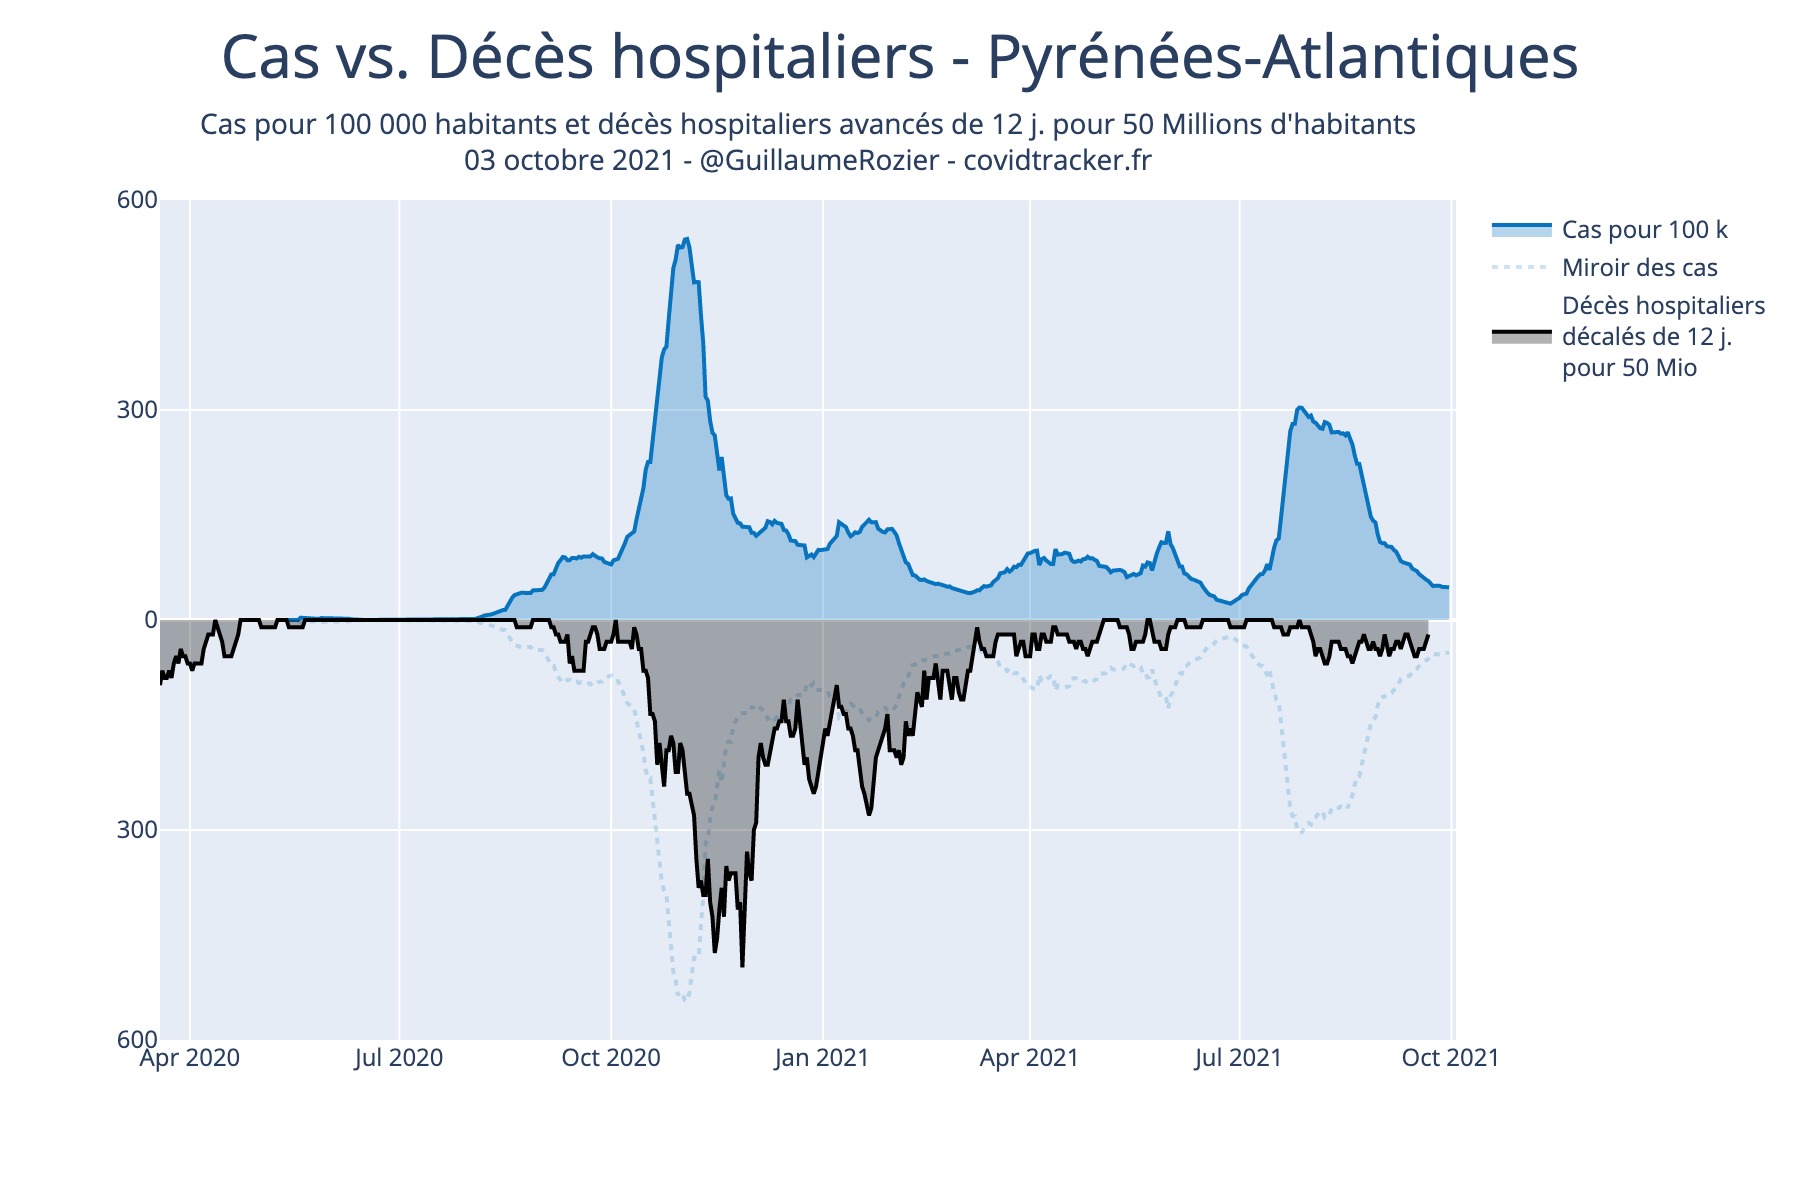 Cas vs. Décès hospitaliers - Pyrénées-Atlantiques
Cas pour 100 000 habitants et décès hospitaliers avancés de 12 j. pour 50 Millions d'habitants
03 octobre 2021 - @GuillaumeRozier - covidtracker.fr
600
300
0
300
600
Apr 2020
Jul 2020
Oct 2020
Jan 2021
Apr 2021
Jul 2021
Oct 2021
Cas pour 100 k
Miroir des cas
Décès hospitaliers
décalés de 12 j.
pour 50 Mio